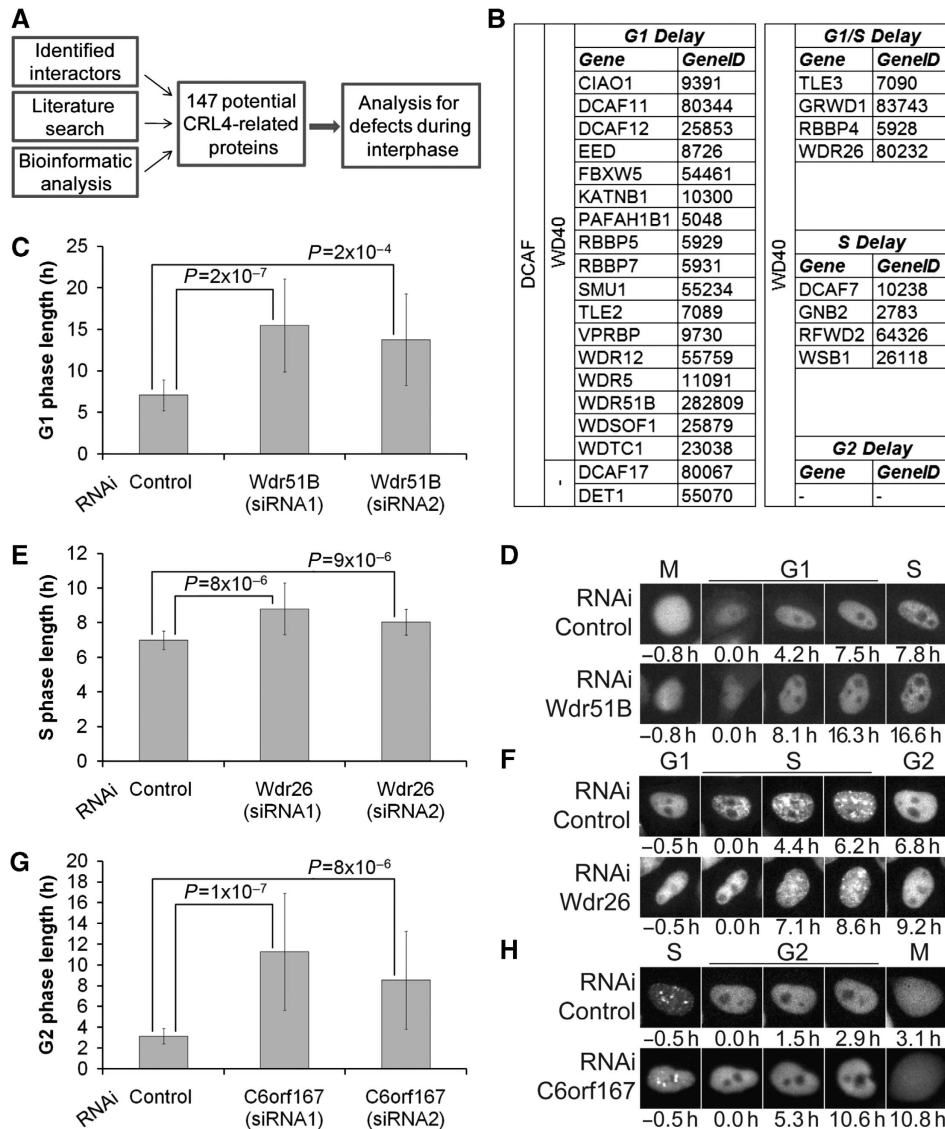 A
Identified
interactors
Literature
search
Bioinformatic
analysis
147 potential
CRL4-related
proteins
Analysis for
defects during
interphase
B
DCAF
WD40
G1 Delay
Gene GeneID
CIAO1 9391
DCAF11 80344
DCAF12 25853
EED 8726
FBXW5 54461
KATNB1 10300
PAFAH1B1 5048
RBBP5 5929
RBBP7 5931
SMU1 55234
TLE2 7089
VPRBP 9730
WDR12 55759
WDR5 11091
WDR51B 282809
WDSOF1 25879
WDTC1 23038
-
DCAF17 80067
DET1 55070
WD40
G1/S Delay
Gene GeneID
TLE3 7090
GRWD1 83743
RBBP4 5928
WDR26 80232
S Delay
Gene GeneID
DCAF7 10238
GNB2 2783
RFWD2 64326
WSB1 26118
G2 Delay
Gene GeneID
- -
C
G1 phase length (h)
25
20
15
10
5
0
P=2x10⁻⁷
P=2x10⁻⁴
RNAi Control Wdr51B Wdr51B
(siRNA1) (siRNA2)
D
M G1 S
RNAi
Control
−0.8 h 0.0 h 4.2 h 7.5 h 7.8 h
RNAi
Wdr51B
−0.8 h 0.0 h 8.1 h 16.3 h 16.6 h
E
S phase length (h)
12
10
8
6
4
2
0
P=8x10⁻⁶
P=9x10⁻⁶
RNAi Control Wdr26 Wdr26
(siRNA1) (siRNA2)
F
G1 S G2
RNAi
Control
−0.5 h 0.0 h 4.4 h 6.2 h 6.8 h
RNAi
Wdr26
−0.5 h 0.0 h 7.1 h 8.6 h 9.2 h
G
G2 phase length (h)
20
18
16
14
12
10
8
6
4
2
0
P=1x10⁻⁷
P=8x10⁻⁶
RNAi Control C6orf167 C6orf167
(siRNA1) (siRNA2)
H
S G2 M
RNAi
Control
−0.5 h 0.0 h 1.5 h 2.9 h 3.1 h
RNAi
C6orf167
−0.5 h 0.0 h 5.3 h 10.6 h 10.8 h